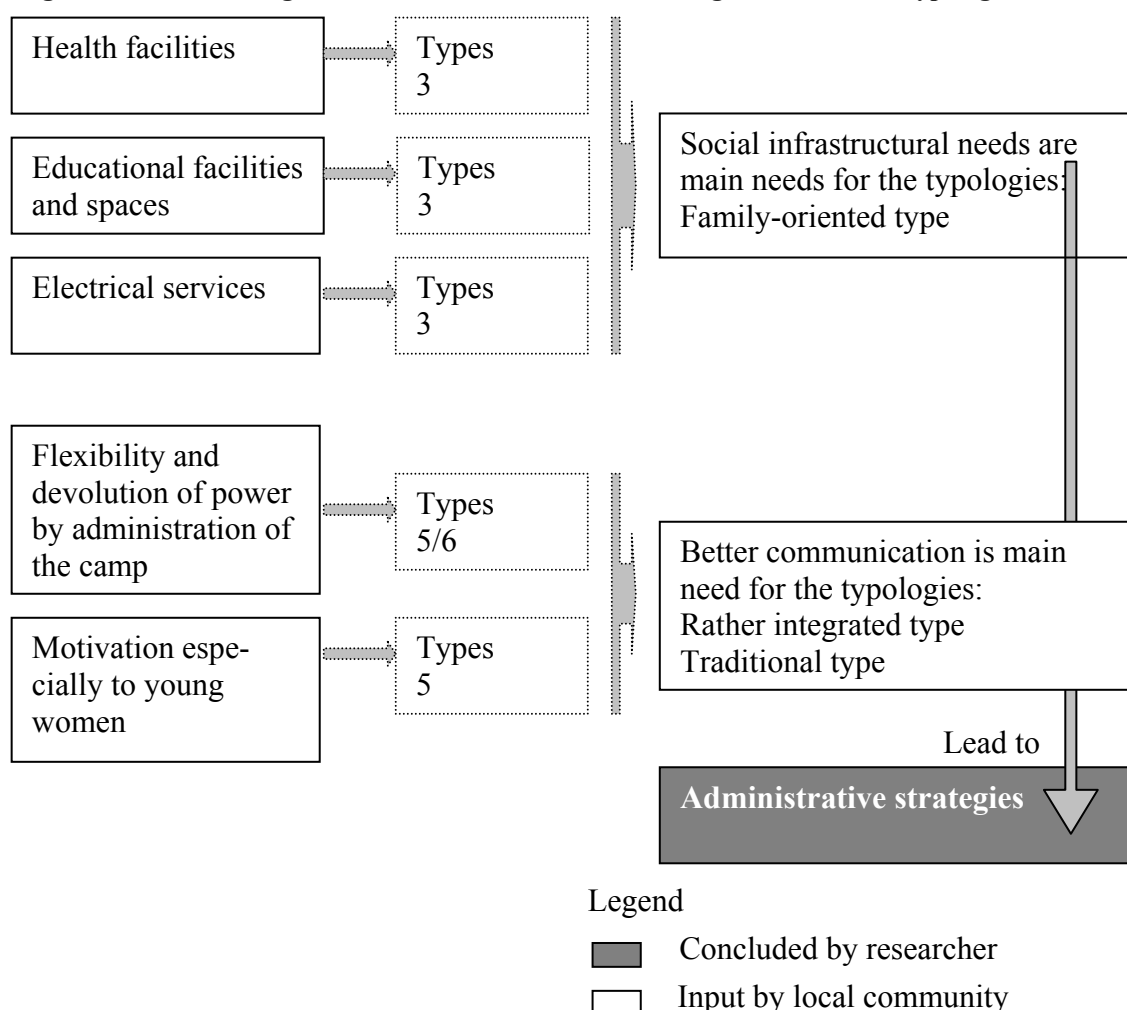 Health facilities
Types
3
Educational facilities
and spaces
Types
3
Electrical services
Types
3
Social infrastructural needs are
main needs for the typologies:
Family-oriented type
Flexibility and
devolution of power
by administration of
the camp
Types
5/6
Motivation espe-
cially to young
women
Types
5
Better communication is main
need for the typologies:
Rather integrated type
Traditional type
Lead to
Administrative strategies
Legend
Concluded by researcher
Input by local community